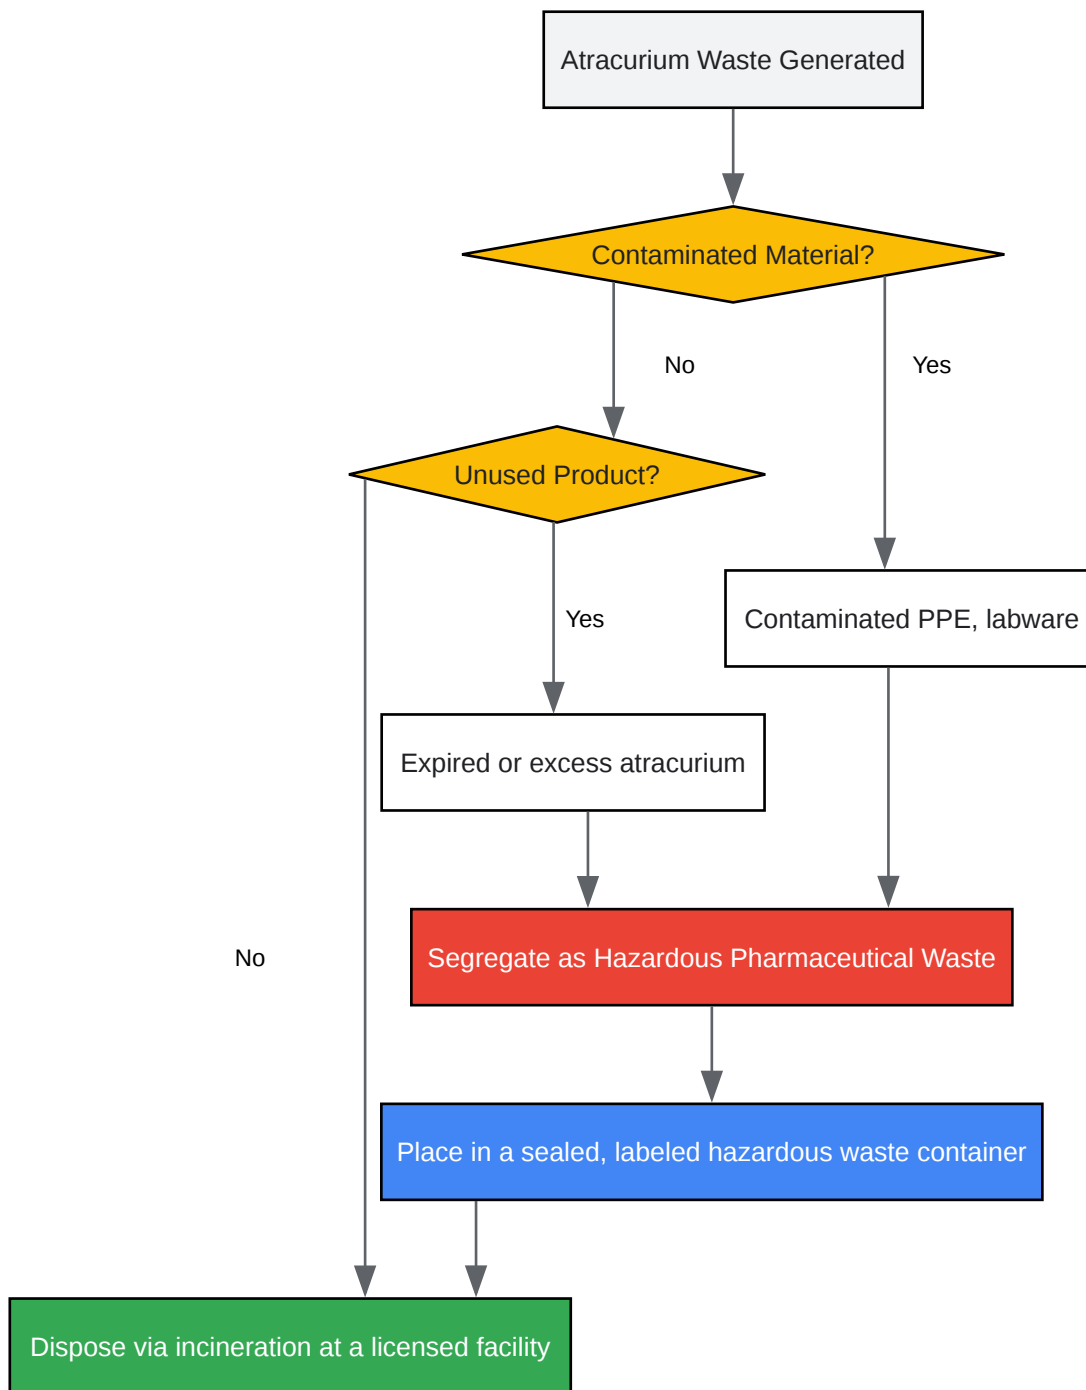 Atracurium Waste Generated
Contaminated Material?
No
Yes
Unused Product?
Yes
Contaminated PPE, labware
Expired or excess atracurium
Segregate as Hazardous Pharmaceutical Waste
No
Place in a sealed, labeled hazardous waste container
Dispose via incineration at a licensed facility